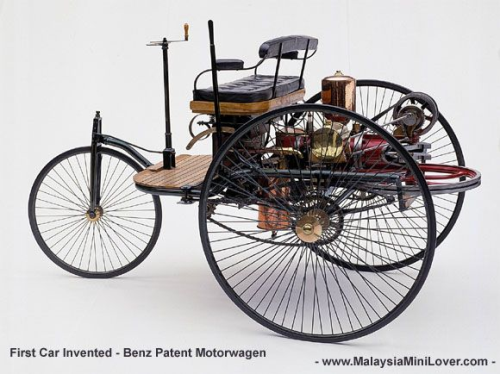 First Car Invented - Benz Patent Motorwagen
- www.MalaysiaMiniLover.com -